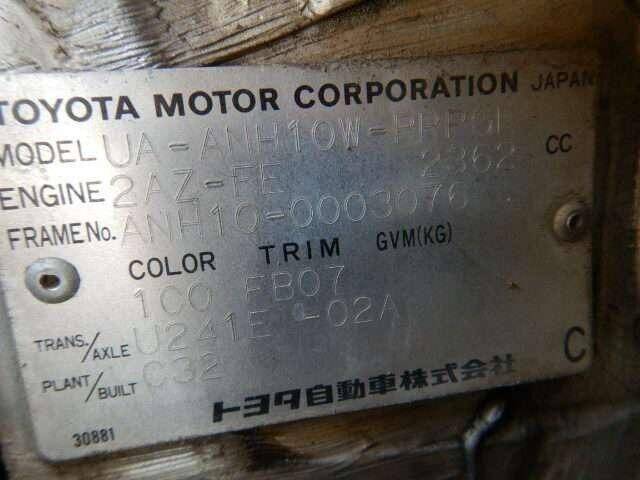 TOYOTA MOTOR CORPORATION JAPAN
MODEL UA-ANH10W-PRPGK
ENGINE 2AZ-FE 2362 CC
FRAME No. ANH10-0003076
COLOR TRIM GVM(KG)
100 FB07
TRANS./AXLE U241E -02A
PLANT/BUILT C32 C
トヨタ自動車株式会社
30881